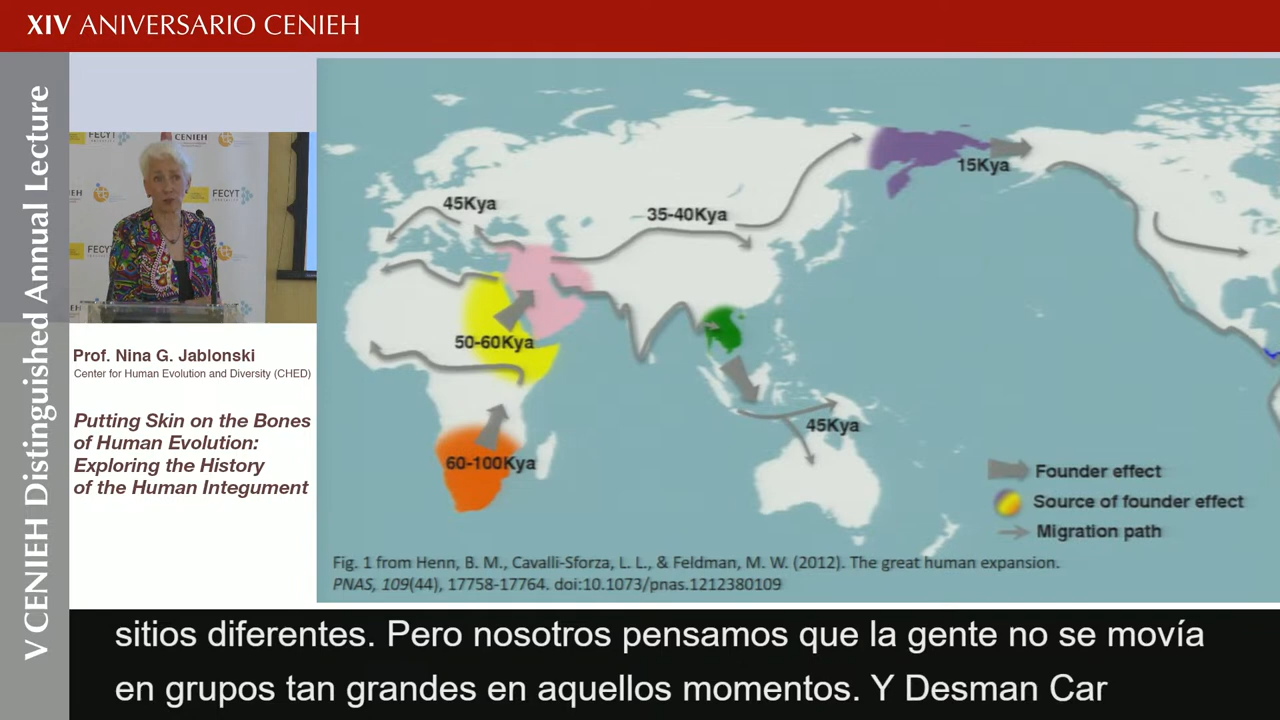 XIV ANIVERSARIO CENIEH
V CENIEH Distinguished Annual Lecture
FECYT
CENIEH
FECYT
FECYT
Prof. Nina G. Jablonski
Center for Human Evolution and Diversity (CHED)
Putting Skin on the Bones
of Human Evolution:
Exploring the History
of the Human Integument
45Kya
35-40Kya
15Kya
50-60Kya
45Kya
60-100Kya
Founder effect
Source of founder effect
Migration path
Fig. 1 from Henn, B. M., Cavalli-Sforza, L. L., & Feldman, M. W. (2012). The great human expansion.
PNAS, 109(44), 17758-17764. doi:10.1073/pnas.1212380109
sitios diferentes. Pero nosotros pensamos que la gente no se movía
en grupos tan grandes en aquellos momentos. Y Desman Car